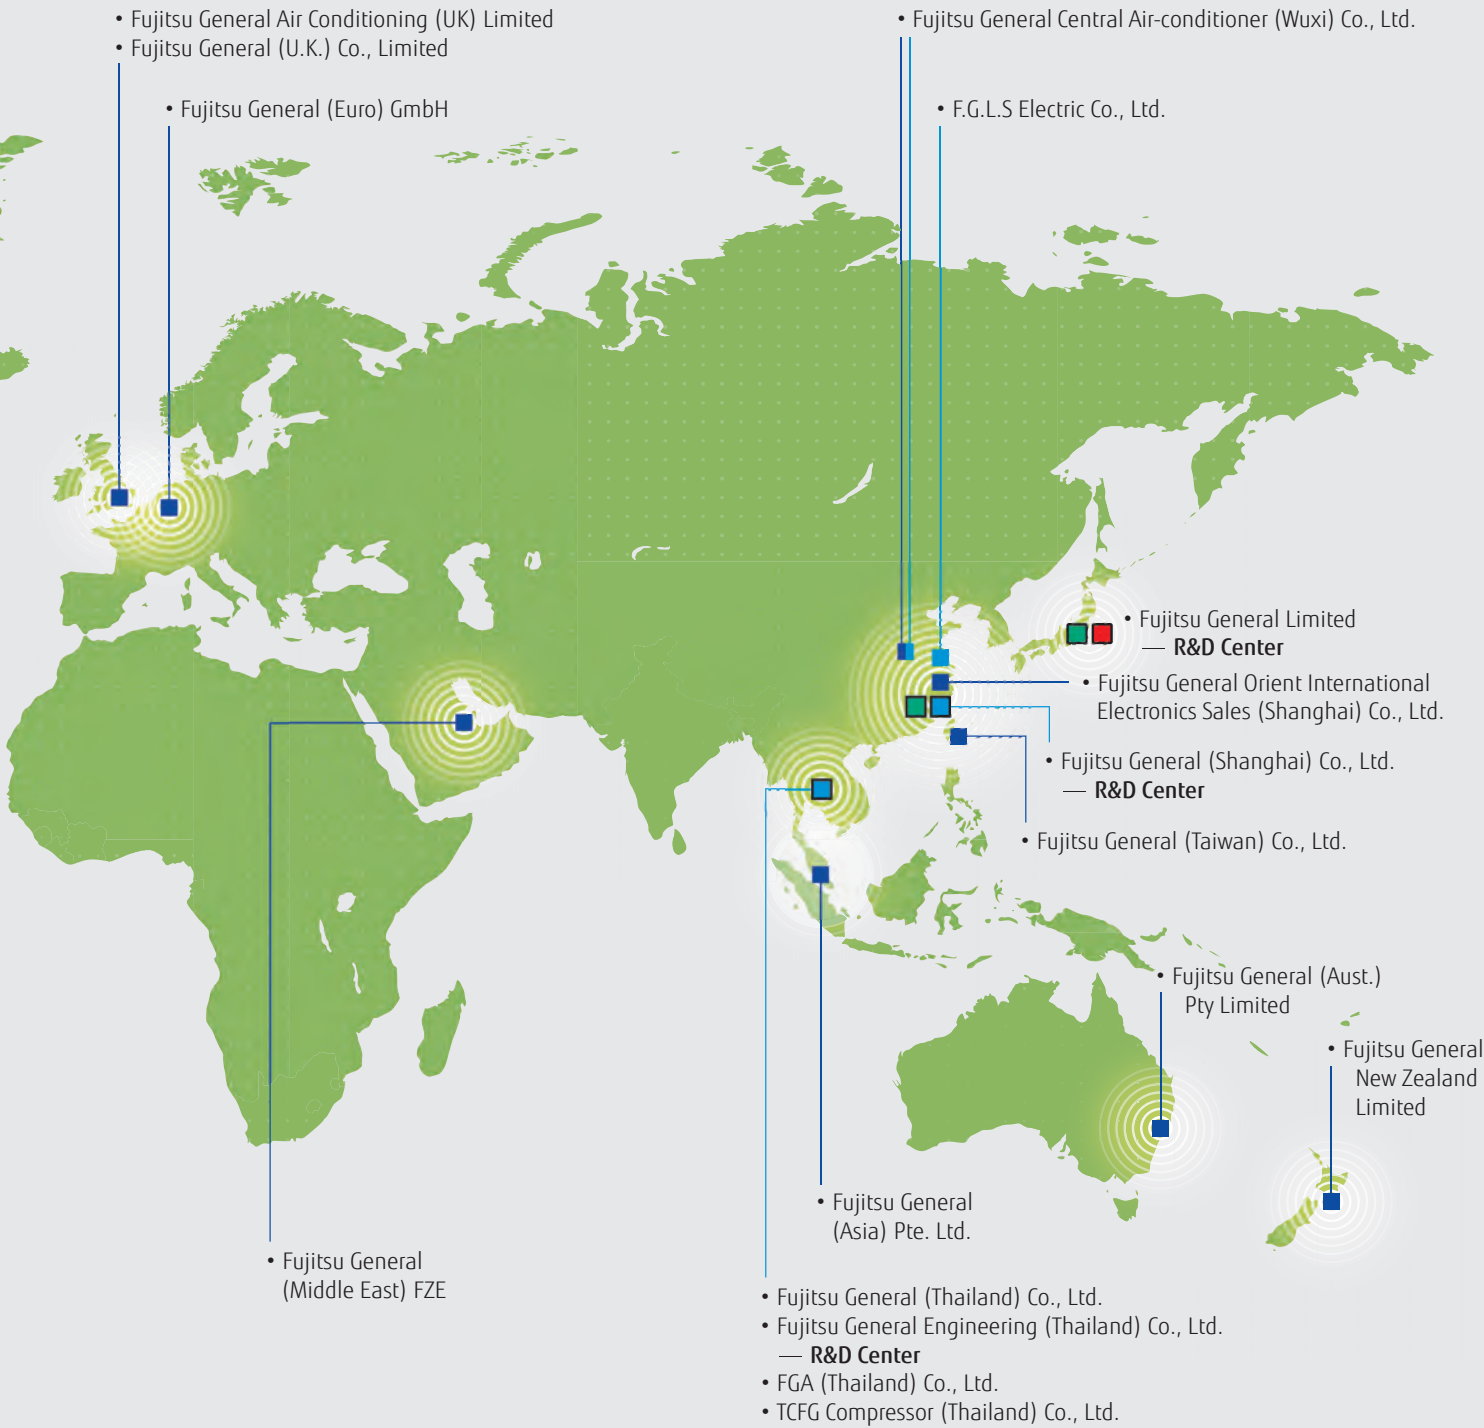 • Fujitsu General Air Conditioning (UK) Limited
• Fujitsu General (U.K.) Co., Limited
• Fujitsu General Central Air-conditioner (Wuxi) Co., Ltd.
• Fujitsu General (Euro) GmbH
• F.G.L.S Electric Co., Ltd.
• Fujitsu General Limited
— R&D Center
• Fujitsu General Orient International
Electronics Sales (Shanghai) Co., Ltd.
• Fujitsu General (Shanghai) Co., Ltd.
— R&D Center
• Fujitsu General (Taiwan) Co., Ltd.
• Fujitsu General (Aust.)
Pty Limited
• Fujitsu General
New Zealand
Limited
• Fujitsu General
(Asia) Pte. Ltd.
• Fujitsu General
(Middle East) FZE
• Fujitsu General (Thailand) Co., Ltd.
• Fujitsu General Engineering (Thailand) Co., Ltd.
— R&D Center
• FGA (Thailand) Co., Ltd.
• TCFG Compressor (Thailand) Co., Ltd.